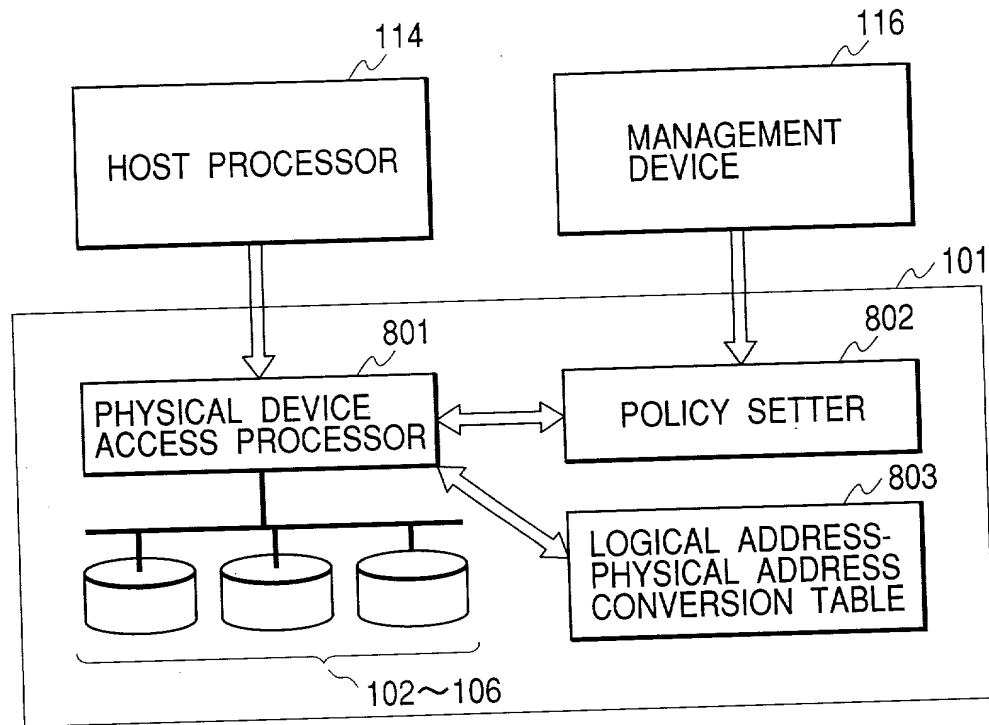 114
116
HOST PROCESSOR
MANAGEMENT
DEVICE
101
801
802
PHYSICAL DEVICE
ACCESS PROCESSOR
POLICY SETTER
803
LOGICAL ADDRESS-
PHYSICAL ADDRESS
CONVERSION TABLE
102～106